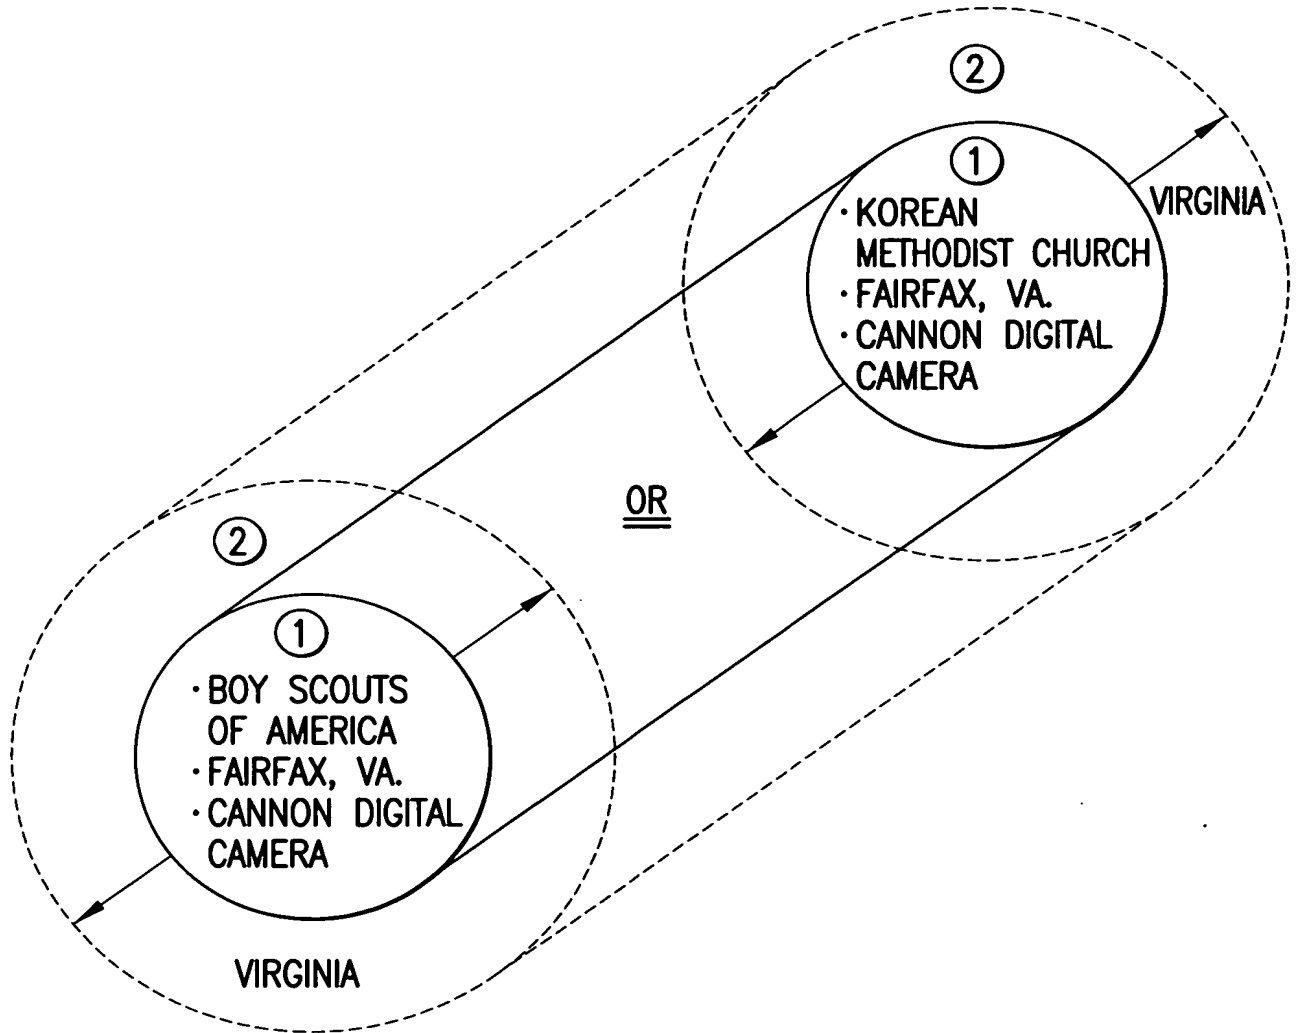 ②
①
· KOREAN
METHODIST CHURCH
· FAIRFAX, VA.
· CANNON DIGITAL
CAMERA
VIRGINIA
OR
②
①
· BOY SCOUTS
OF AMERICA
· FAIRFAX, VA.
· CANNON DIGITAL
CAMERA
VIRGINIA